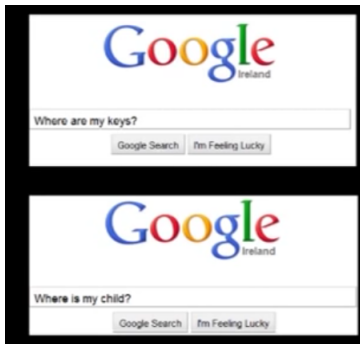 Google
Ireland
Where are my keys?
Google Search I'm Feeling Lucky
Google
Ireland
Where is my child?
Google Search I'm Feeling Lucky